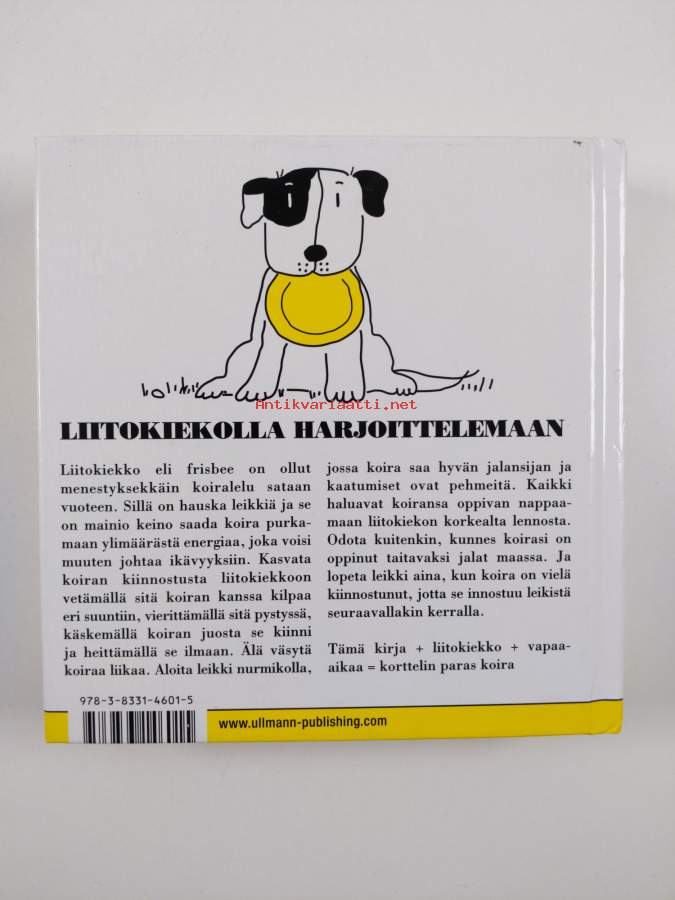 Antikvariaatti.net
LIITOKIEKOLLA HARJOITTELEMAAN
Liitokiekko eli frisbee on ollut
menestyksekkäin koiralelu sataan
vuoteen. Sillä on hauska leikkiä ja se
on mainio keino saada koira purka-
maan ylimäärästä energiaa, joka voisi
muuten johtaa ikävyyksiin. Kasvata
koiran kiinnostusta liitokiekkoon
vetämällä sitä koiran kanssa kilpaa
eri suuntiin, vierittämällä sitä pystyssä,
käskemällä koiran juosta se kiinni
ja heittämällä se ilmaan. Älä väsytä
koiraa liikaa. Aloita leikki nurmikolla,
jossa koira saa hyvän jalansijan ja
kaatumiset ovat pehmeitä. Kaikki
haluavat koiransa oppivan nappaa-
maan liitokiekon korkealta lennosta.
Odota kuitenkin, kunnes koirasi on
oppinut taitavaksi jalat maassa. Ja
lopeta leikki aina, kun koira on vielä
kiinnostunut, jotta se innostuu leikistä
seuraavallakin kerralla.
Tämä kirja + liitokiekko + vapaa-
aikaa = korttelin paras koira
978-3-8331-4601-5
www.ullmann-publishing.com